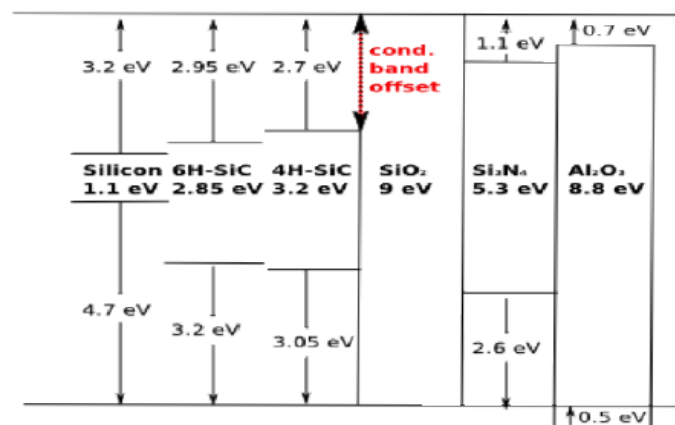 3.2 eV
2.95 eV
2.7 eV
cond.
band
offset
1.1 eV
0.7 eV
Silicon
1.1 eV
6H-SiC
2.85 eV
4H-SiC
3.2 eV
SiO₂
9 eV
Si₃N₄
5.3 eV
Al₂O₃
8.8 eV
4.7 eV
3.2 eV
3.05 eV
2.6 eV
0.5 eV